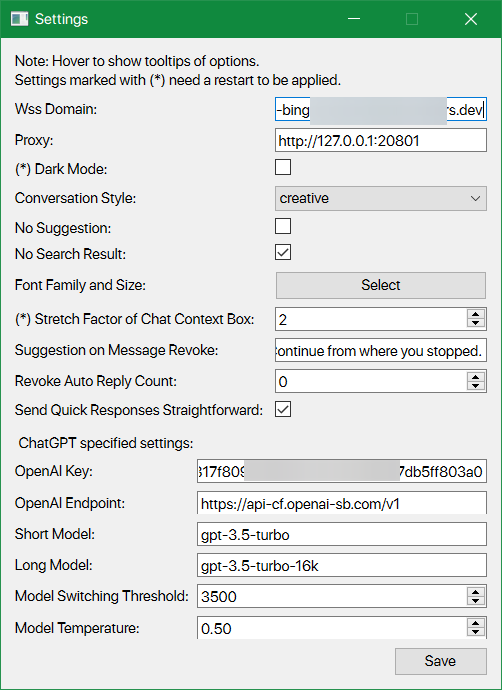 Settings
Note: Hover to show tooltips of options.
Settings marked with (*) need a restart to be applied.
Wss Domain: -bing s.dev
Proxy: http://127.0.0.1:20801
(*) Dark Mode:
Conversation Style: creative
No Suggestion:
No Search Result:
Font Family and Size: Select
(*) Stretch Factor of Chat Context Box: 2
Suggestion on Message Revoke: Continue from where you stopped.
Revoke Auto Reply Count: 0
Send Quick Responses Straightforward:
ChatGPT specified settings:
OpenAI Key: 317f809 7db5ff803a0
OpenAI Endpoint: https://api-cf.openai-sb.com/v1
Short Model: gpt-3.5-turbo
Long Model: gpt-3.5-turbo-16k
Model Switching Threshold: 3500
Model Temperature: 0.50
Save